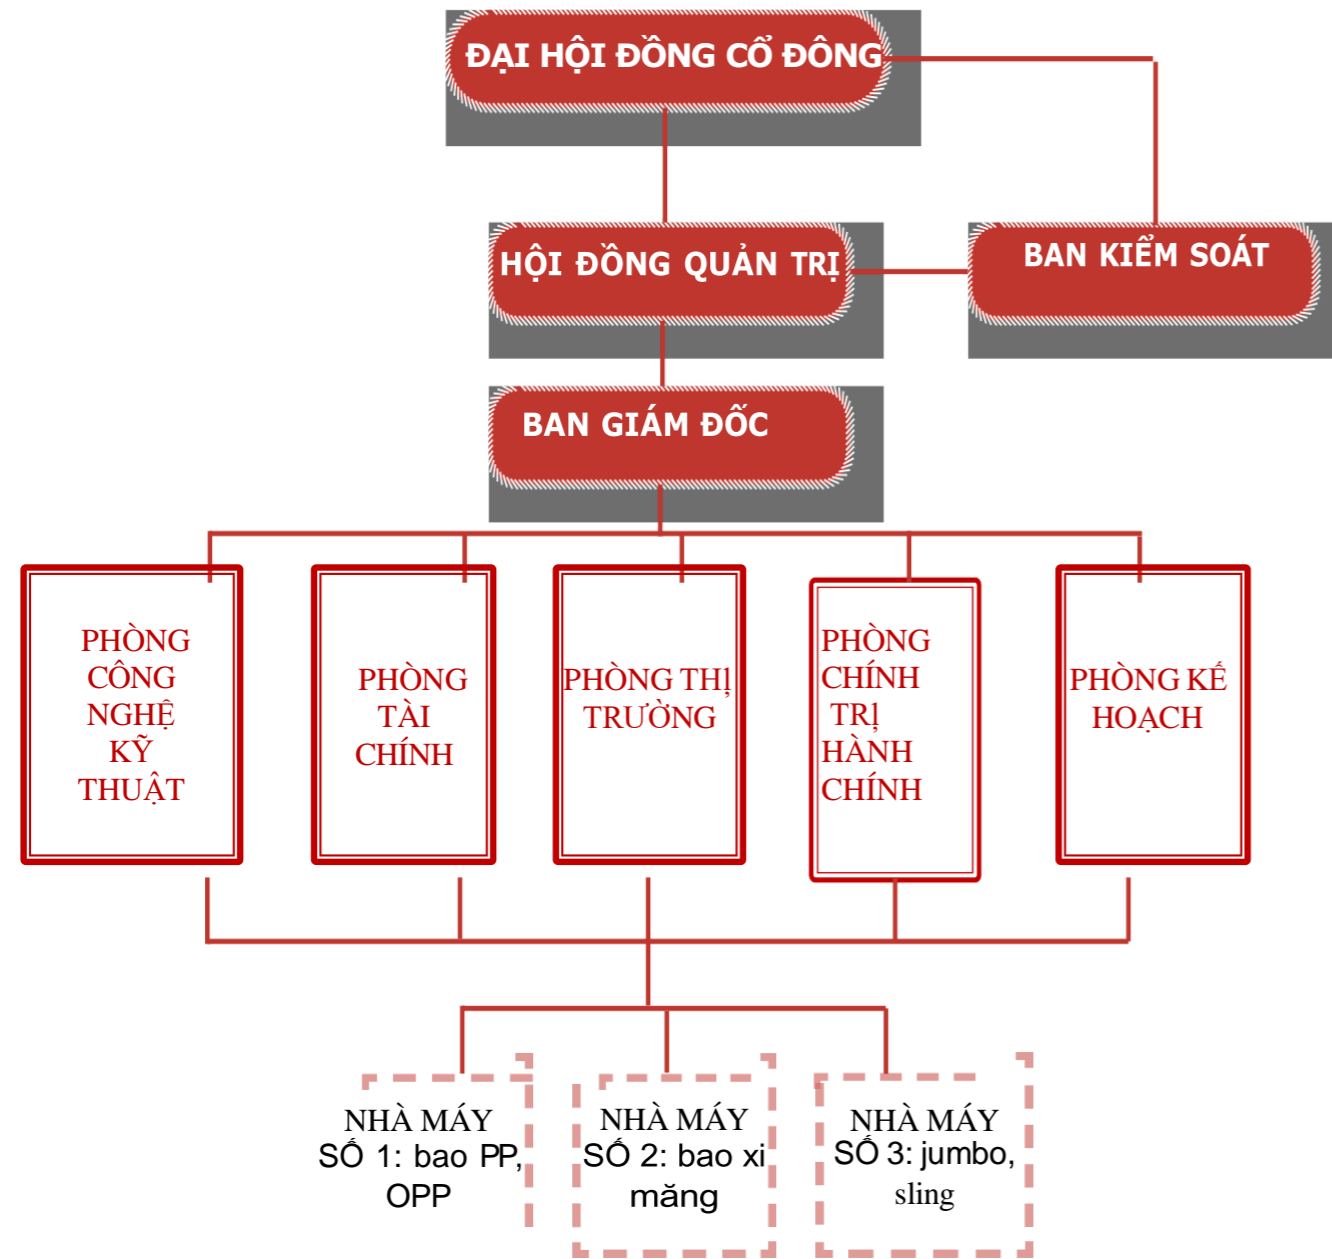 ĐẠI HỘI ĐỒNG CỔ ĐÔNG
HỘI ĐỒNG QUẢN TRỊ
BAN KIỂM SOÁT
BAN GIÁM ĐỐC
PHÒNG
CÔNG
NGHỆ
KỸ
THUẬT
PHÒNG
TÀI
CHÍNH
PHÒNG THỊ
TRƯỜNG
PHÒNG
CHÍNH
TRỊ
HÀNH
CHÍNH
PHÒNG KẾ
HOẠCH
NHÀ MÁY
SỐ 1: bao PP,
OPP
NHÀ MÁY
SỐ 2: bao xi
măng
NHÀ MÁY
SỐ 3: jumbo,
sling